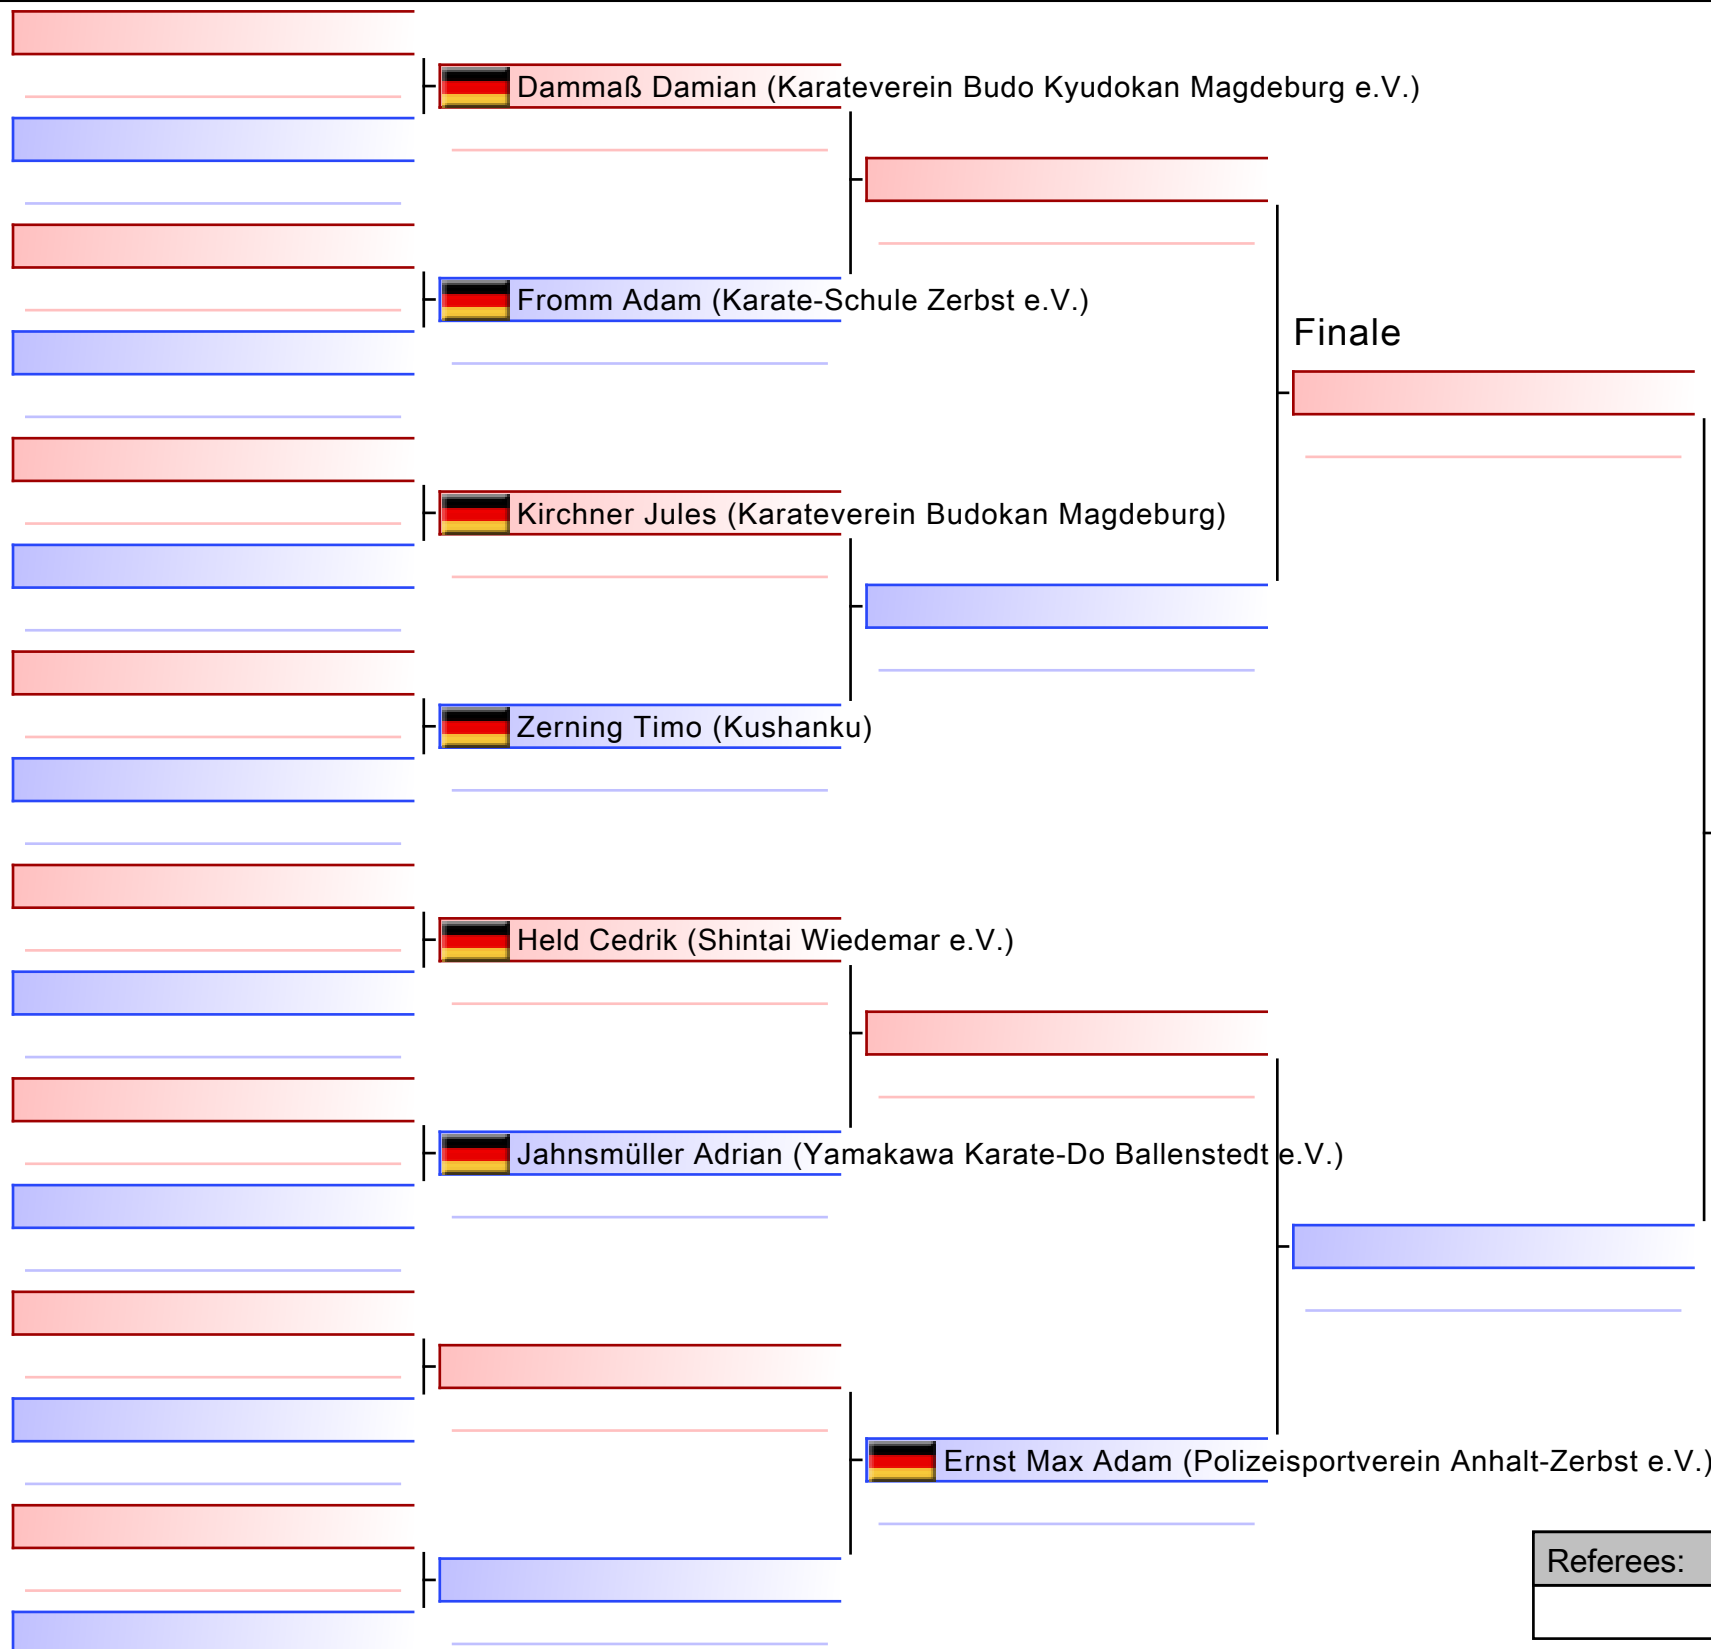 Dammaß Damian (Karateverein Budo Kyudokan Magdeburg e.V.)
Fromm Adam (Karate-Schule Zerbst e.V.)
Finale
Kirchner Jules (Karateverein Budokan Magdeburg)
Zerning Timo (Kushanku)
Held Cedrik (Shintai Wiedemar e.V.)
Jahnsmüller Adrian (Yamakawa Karate-Do Ballenstedt e.V.)
Ernst Max Adam (Polizeisportverein Anhalt-Zerbst e.V.)
Referees: